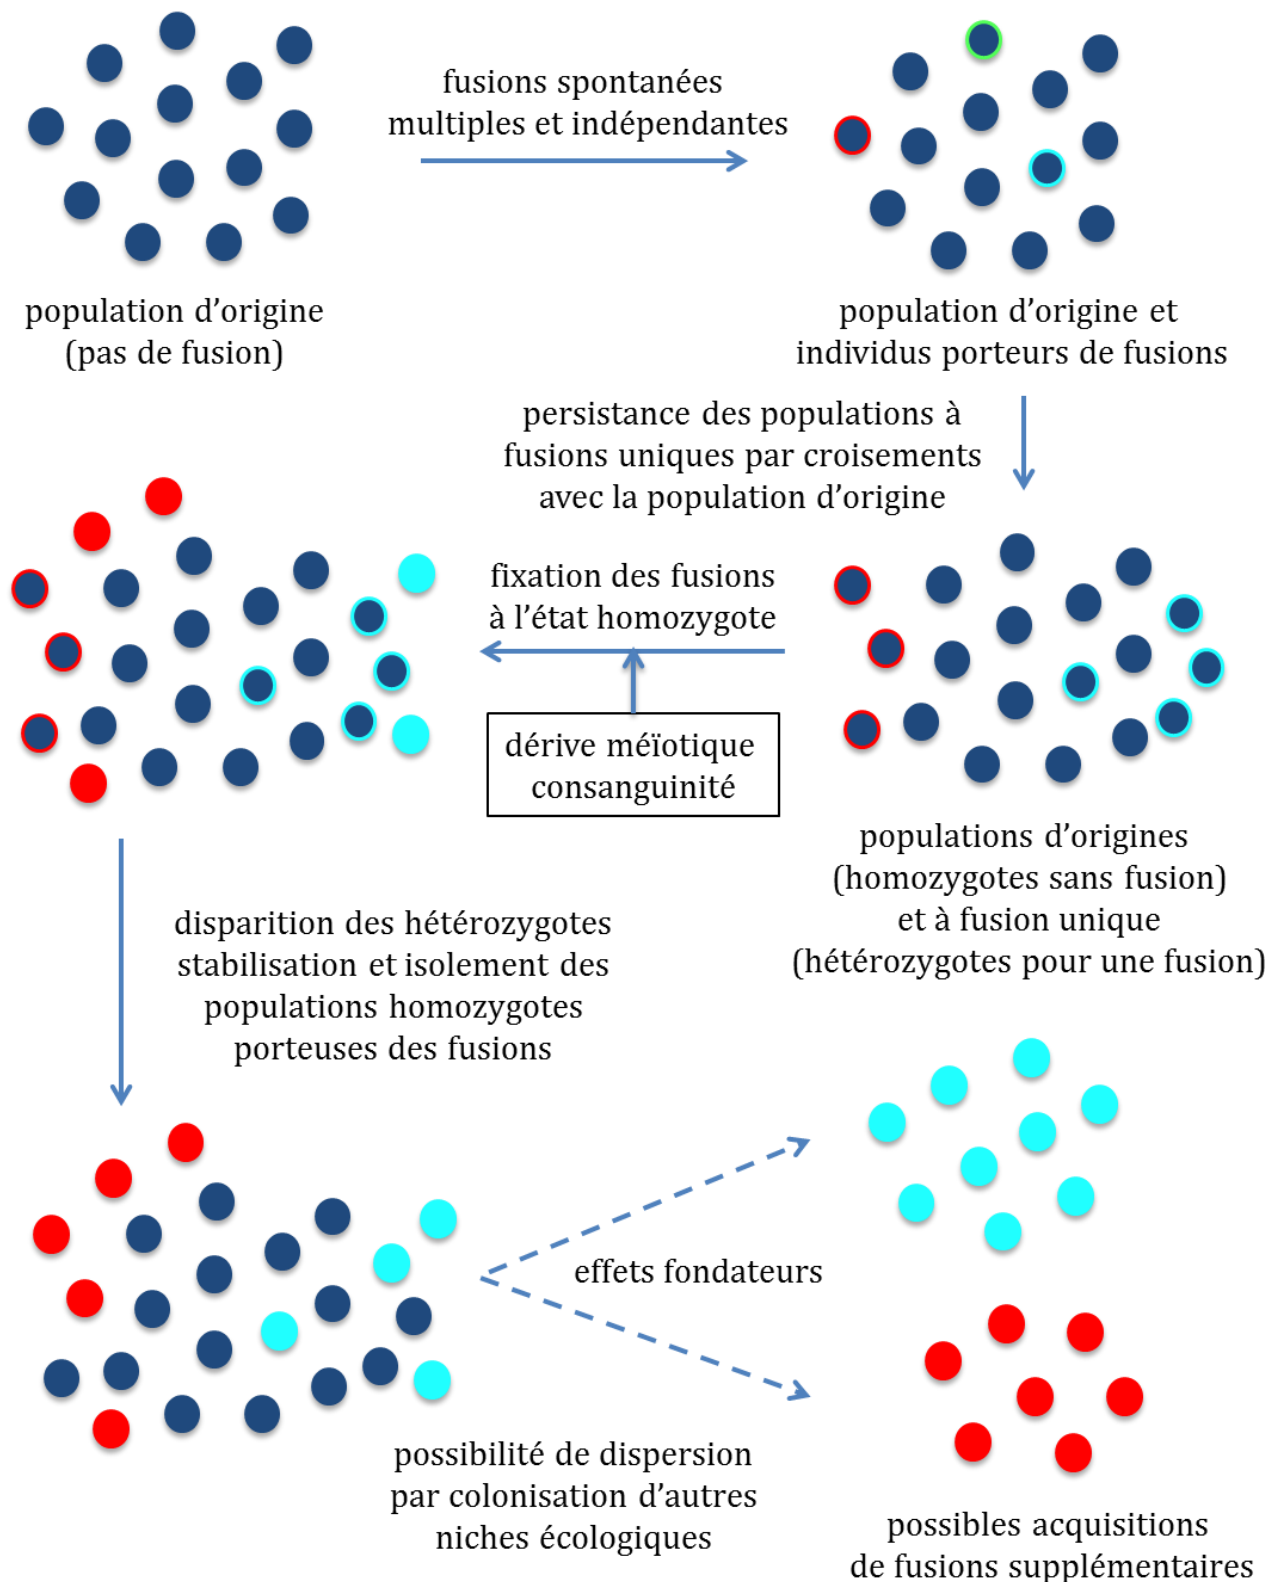 fusions spontanées
multiples et indépendantes
population d'origine
(pas de fusion)
population d'origine et
individus porteurs de fusions
persistance des populations à
fusions uniques par croisements
avec la population d'origine
fixation des fusions
à l'état homozygote
dérive méïotique
consanguinité
populations d'origines
(homozygotes sans fusion)
et à fusion unique
(hétérozygotes pour une fusion)
disparition des hétérozygotes
stabilisation et isolement des
populations homozygotes
porteuses des fusions
effets fondateurs
possibilité de dispersion
par colonisation d'autres
niches écologiques
possibles acquisitions
de fusions supplémentaires